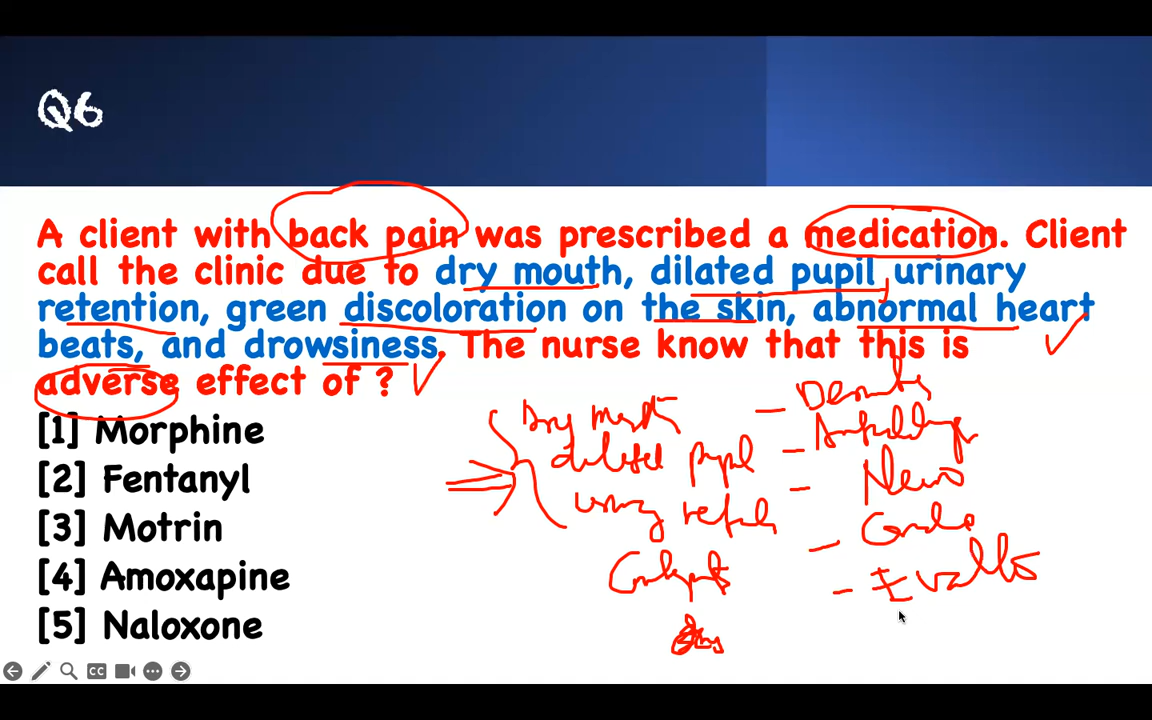 Q6
A client with back pain was prescribed a medication. Client
call the clinic due to dry mouth, dilated pupil urinary
retention, green discoloration on the skin, abnormal heart
beats, and drowsiness. The nurse know that this is
adverse effect of ?
[1] Morphine
[2] Fentanyl
[3] Motrin
[4] Amoxapine
[5] Naloxone
Dry mouth
dilated pupil
CC